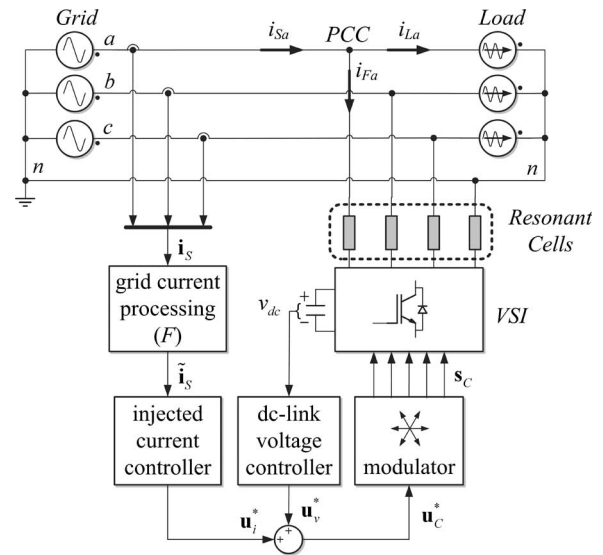 Grid
PCC
Load
a
i_Sa
i_La
i_Fa
b
c
n
n
Resonant
Cells
i_S
grid current
processing
(F)
v_dc
+
−
VSI
ĩ_S
s_C
injected
current
controller
dc-link
voltage
controller
modulator
u_i^*
u_v^*
u_C^*
+
+